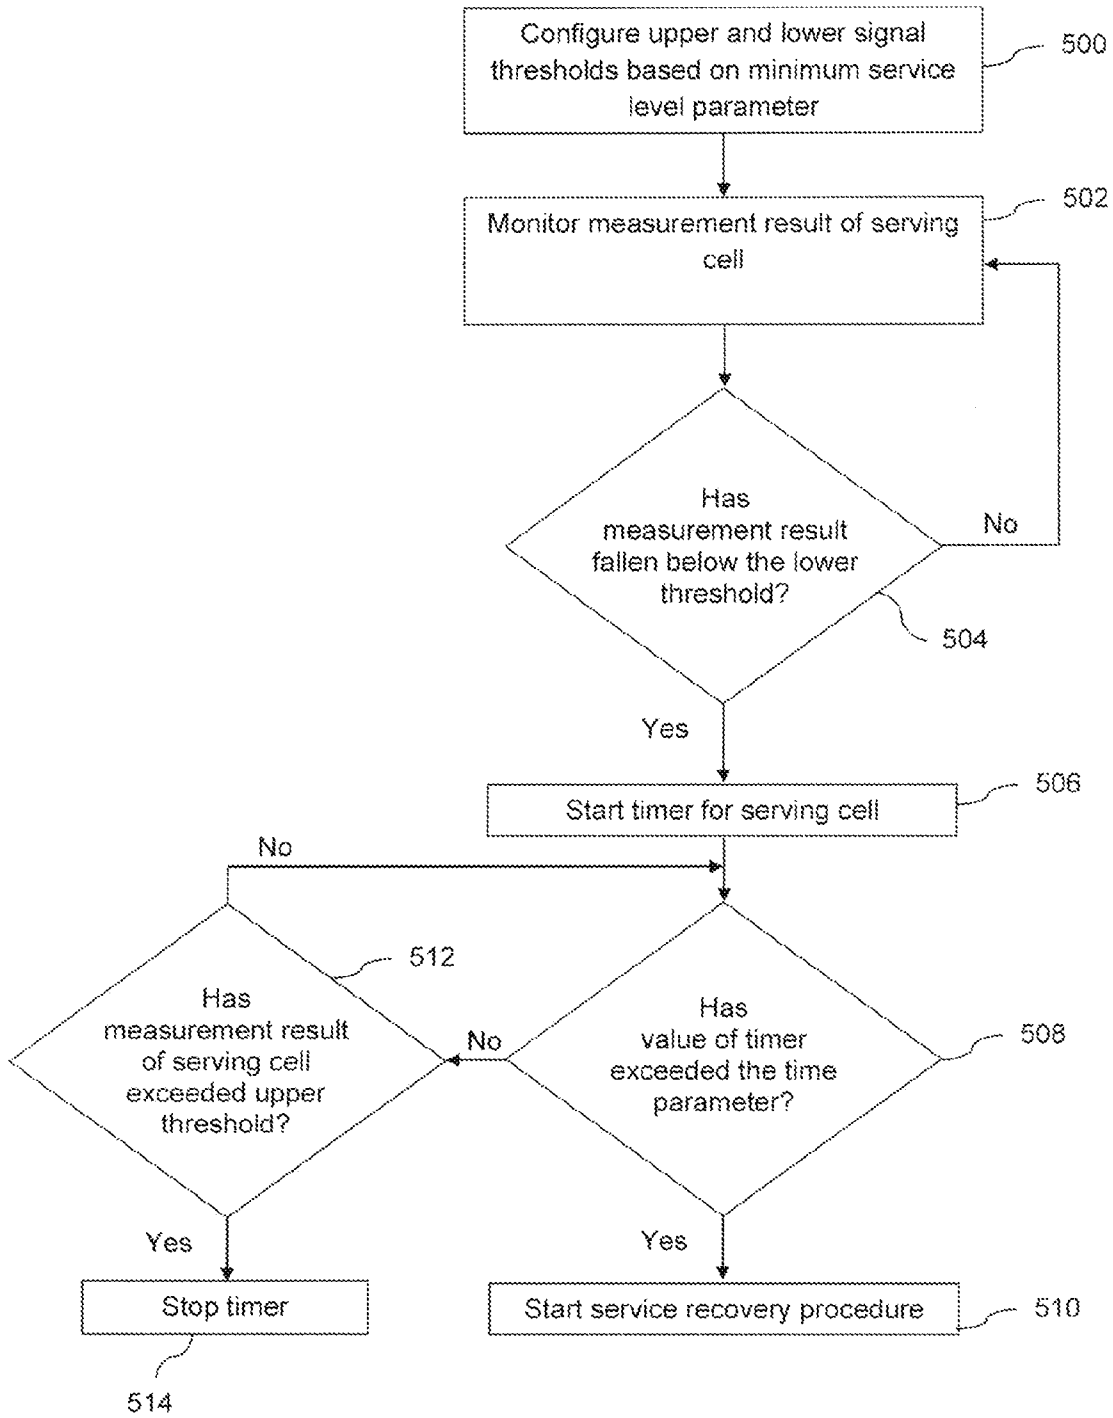 Configure upper and lower signal
thresholds based on minimum service
level parameter
500
Monitor measurement result of serving
cell
502
Has
measurement result
fallen below the lower
threshold?
No
504
Yes
Start timer for serving cell
506
No
512
Has
measurement result
of serving cell
exceeded upper
threshold?
No
Has
value of timer
exceeded the time
parameter?
508
Yes
Yes
Stop timer
514
Start service recovery procedure
510